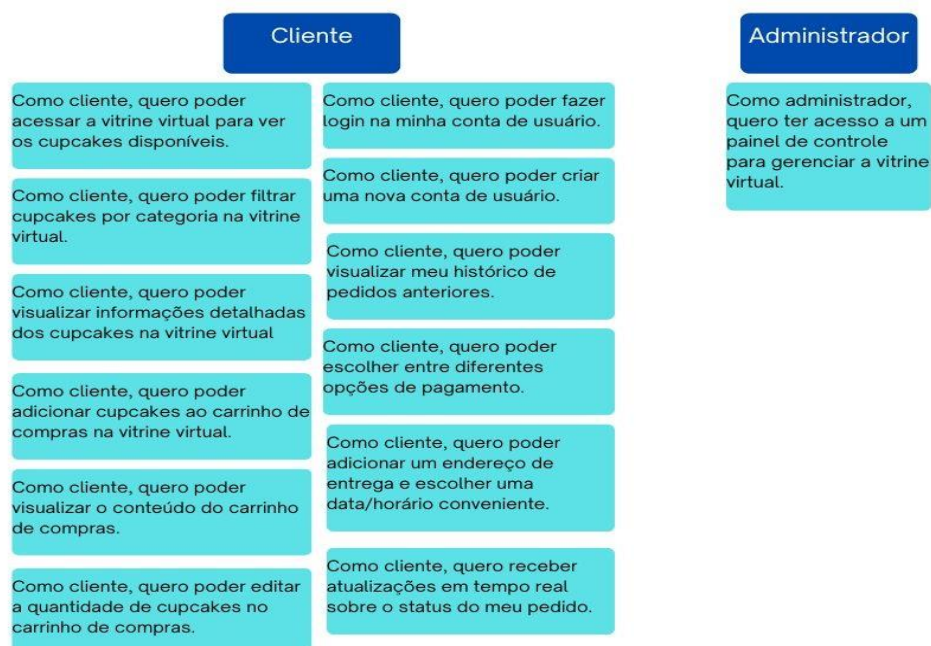 Cliente
Como cliente, quero poder
acessar a vitrine virtual para ver
os cupcakes disponíveis.
Como cliente, quero poder filtrar
cupcakes por categoria na vitrine
virtual.
Como cliente, quero poder
visualizar informações detalhadas
dos cupcakes na vitrine virtual
Como cliente, quero poder
adicionar cupcakes ao carrinho de
compras na vitrine virtual.
Como cliente, quero poder
visualizar o conteúdo do carrinho
de compras.
Como cliente, quero poder editar
a quantidade de cupcakes no
carrinho de compras.
Como cliente, quero poder fazer
login na minha conta de usuário.
Como cliente, quero poder criar
uma nova conta de usuário.
Como cliente, quero poder
visualizar meu histórico de
pedidos anteriores.
Como cliente, quero poder
escolher entre diferentes
opções de pagamento.
Como cliente, quero poder
adicionar um endereço de
entrega e escolher uma
data/horário conveniente.
Como cliente, quero receber
atualizações em tempo real
sobre o status do meu pedido.
Administrador
Como administrador,
quero ter acesso a um
painel de controle
para gerenciar a vitrine
virtual.